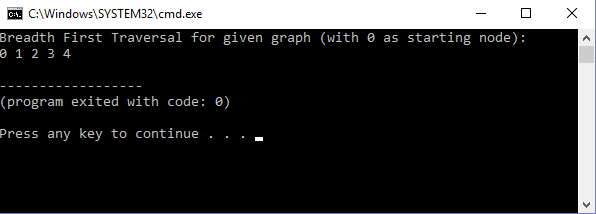 C:\Windows\SYSTEM32\cmd.exe
Breadth First Traversal for given graph (with 0 as starting node):
0 1 2 3 4
------------------
(program exited with code: 0)
Press any key to continue . . .